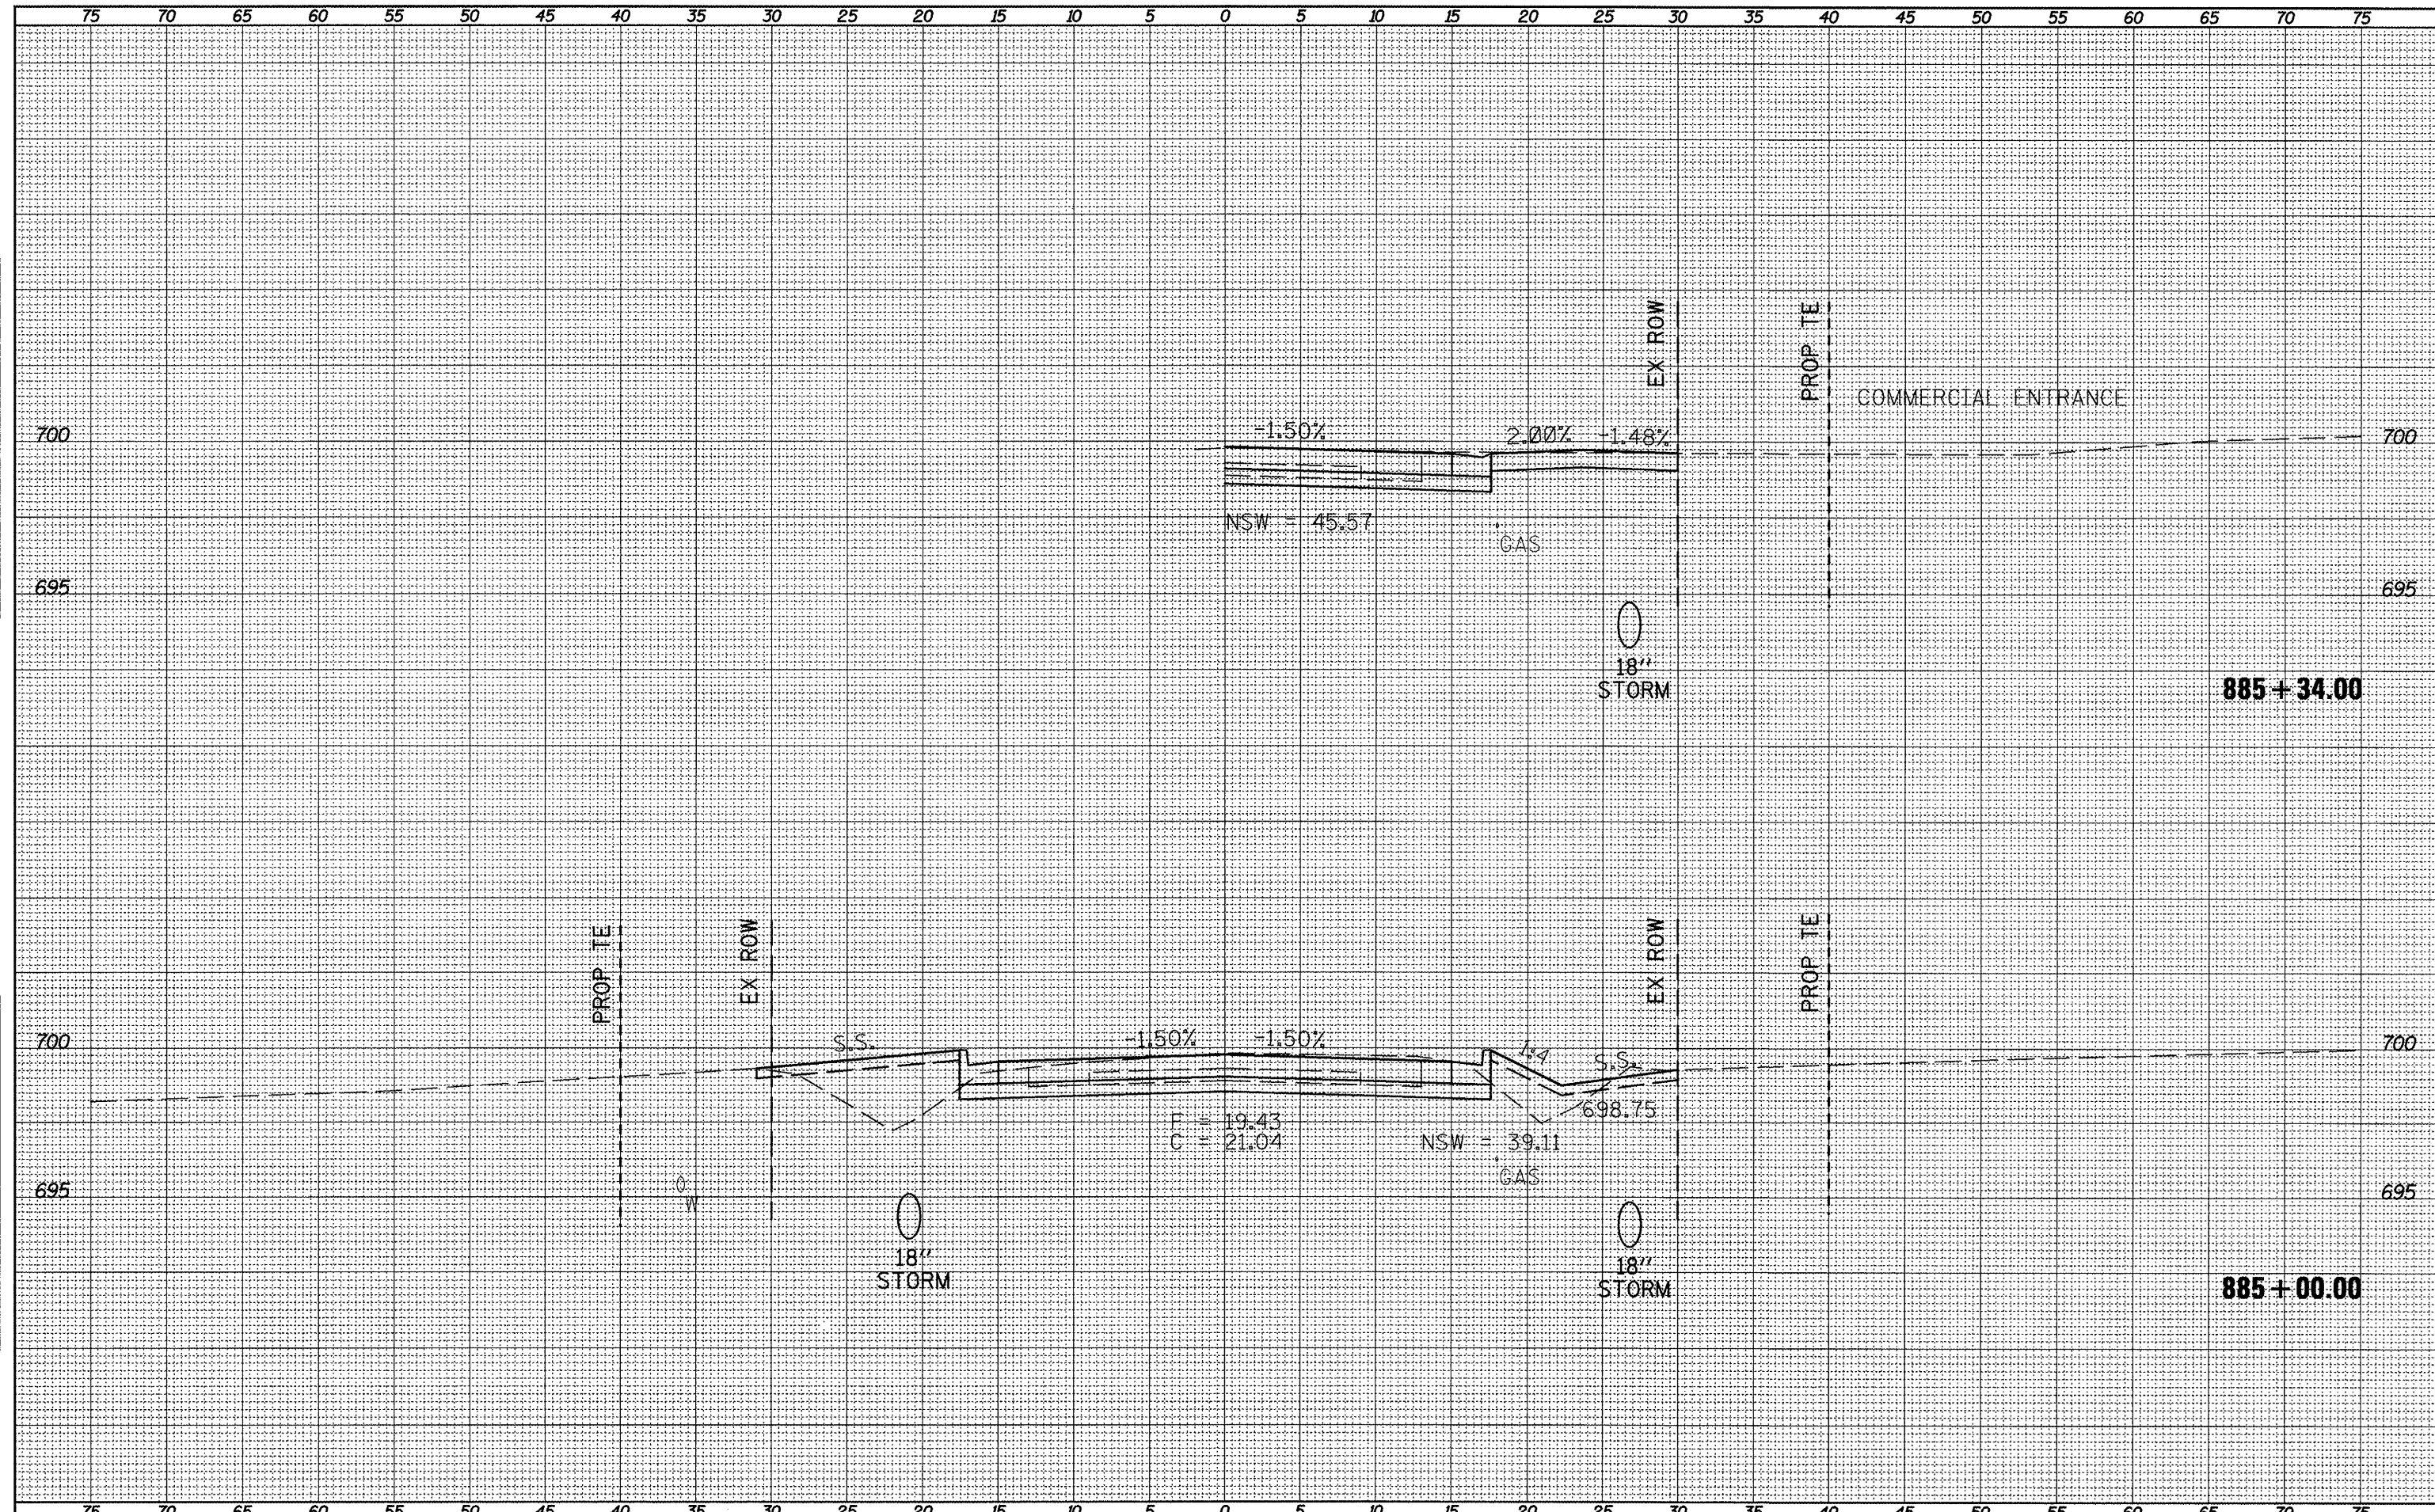 75 70 65 60 55 50 45 40 35 30 25 20 15 10 5 0 5 10 15 20 25 30 35 40 45 50 55 60 65 70 75
EX ROW
PROP TE
COMMERCIAL ENTRANCE
700
-1.50%
2.00%
-1.48%
700
NSW = 45.57
GAS
695
695
18"
STORM
885 + 34.00
PROP TE
EX ROW
EX ROW
PROP TE
700
S.S.
-1.50%
-1.50%
1:4
S.S.
700
698.75
F = 19.43
C = 21.04
NSW = 39.11
GAS
695
W
695
18"
STORM
18"
STORM
885 + 00.00
75 70 65 60 55 50 45 40 35 30 25 20 15 10 5 0 5 10 15 20 25 30 35 40 45 50 55 60 65 70 75